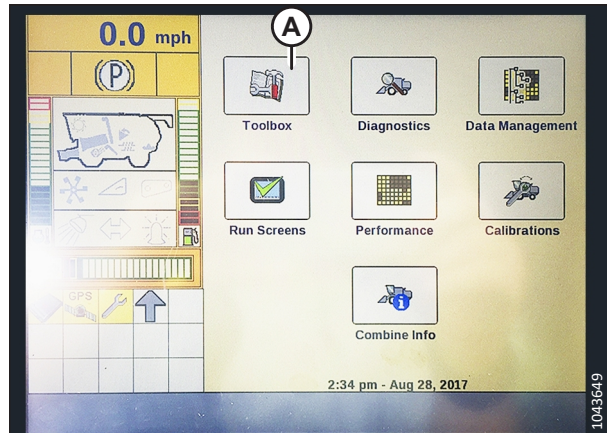 A
0.0 mph
(P)
Toolbox
Diagnostics
Data Management
Run Screens
Performance
Calibrations
GPS
i
Combine Info
2:34 pm - Aug 28, 2017
1043649